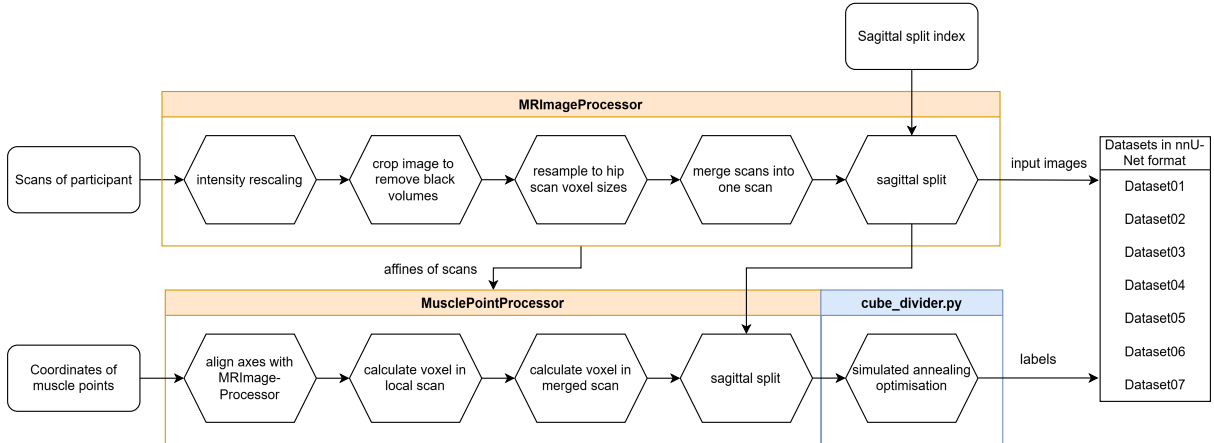 Sagittal split index
MRImageProcessor
Scans of participant
intensity rescaling
crop image to
remove black
volumes
resample to hip
scan voxel sizes
merge scans into
one scan
sagittal split
input images
Datasets in nnU-
Net format
Dataset01
Dataset02
Dataset03
Dataset04
Dataset05
Dataset06
Dataset07
affines of scans
MusclePointProcessor
cube_divider.py
Coordinates of
muscle points
align axes with
MRImage-
Processor
calculate voxel in
local scan
calculate voxel in
merged scan
sagittal split
simulated annealing
optimisation
labels